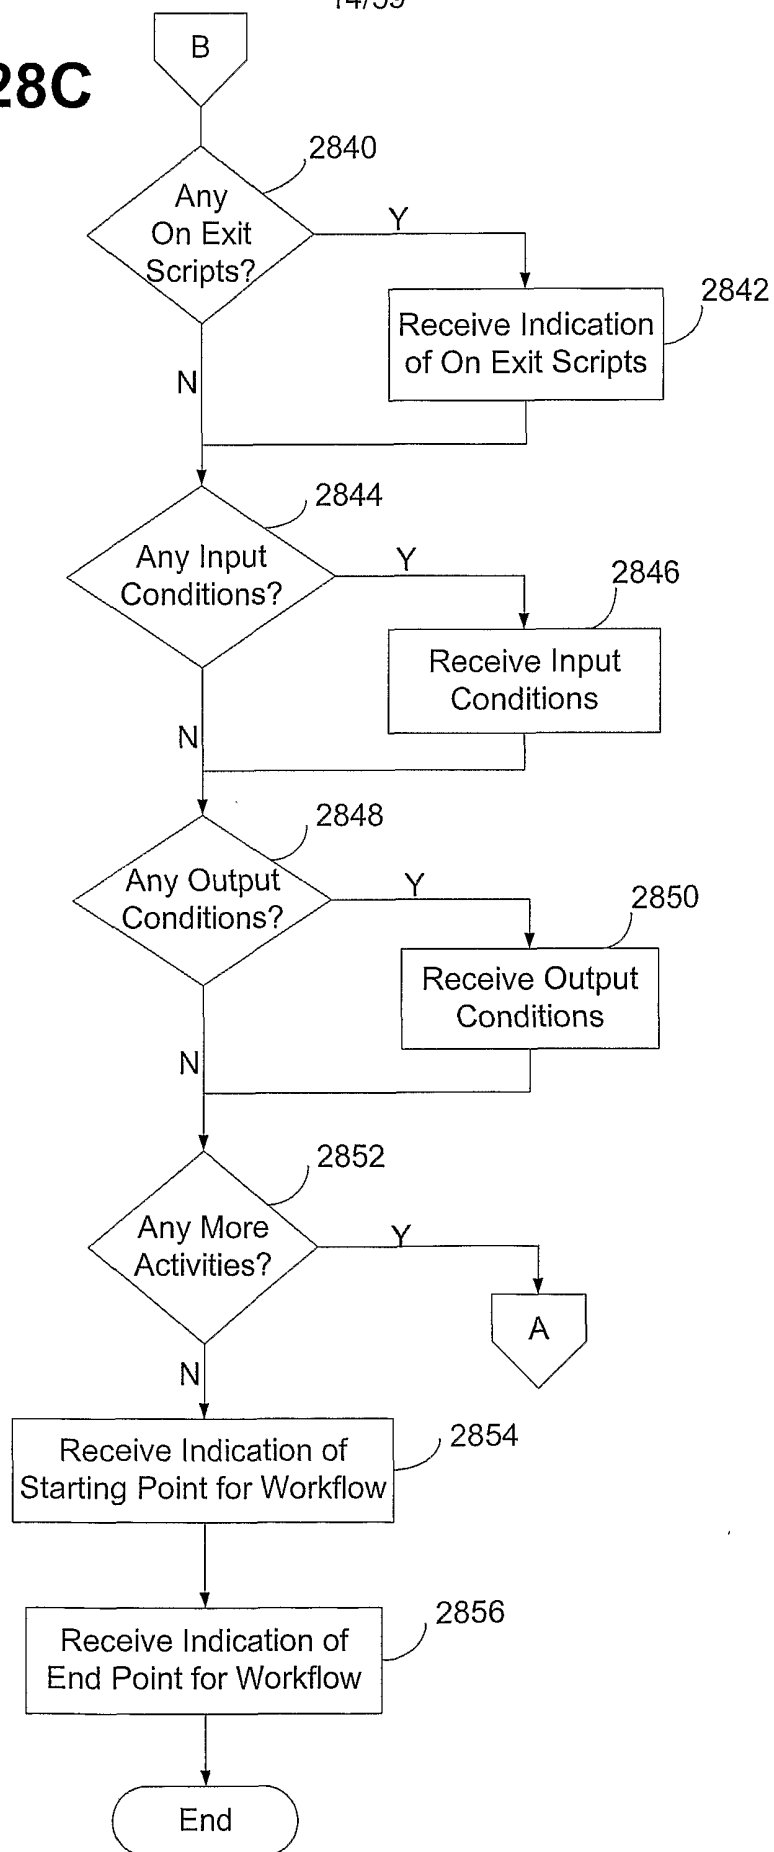 14/59
28C
B
2840
Any
On Exit
Scripts?
Y
2842
Receive Indication
of On Exit Scripts
N
2844
Any Input
Conditions?
Y
2846
Receive Input
Conditions
N
2848
Any Output
Conditions?
Y
2850
Receive Output
Conditions
N
2852
Any More
Activities?
Y
A
N
2854
Receive Indication of
Starting Point for Workflow
2856
Receive Indication of
End Point for Workflow
End